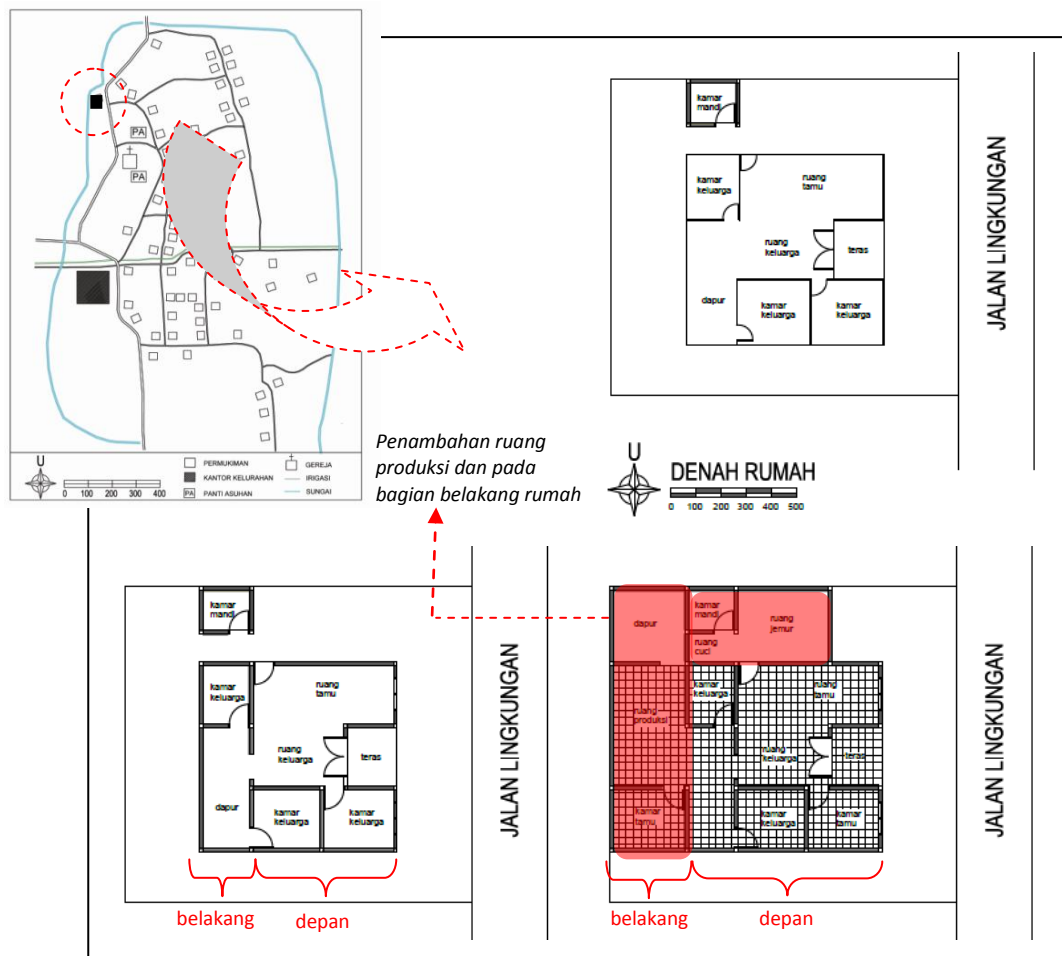 PA
PA
U
0 100 200 300 400
PERMUKIMAN
KANTOR KELURAHAN
PA PANTI ASUHAN
GEREJA
IRIGASI
SUNGAI
kamar
mandi
kamar
keluarga
ruang
tamu
ruang
keluarga
teras
dapur
kamar
keluarga
kamar
keluarga
JALAN LINGKUNGAN
Penambahan ruang
produksi dan pada
bagian belakang rumah
U
DENAH RUMAH
0 100 200 300 400 500
kamar
mandi
kamar
keluarga
ruang
tamu
ruang
keluarga
teras
dapur
kamar
keluarga
kamar
keluarga
JALAN LINGKUNGAN
belakang
depan
dapur
kamar
mandi
ruang
cuci
ruang
jemur
kamar
keluarga
ruang
tamu
ruang
produksi
ruang
keluarga
teras
kamar
tamu
kamar
keluarga
kamar
tamu
JALAN LINGKUNGAN
belakang
depan